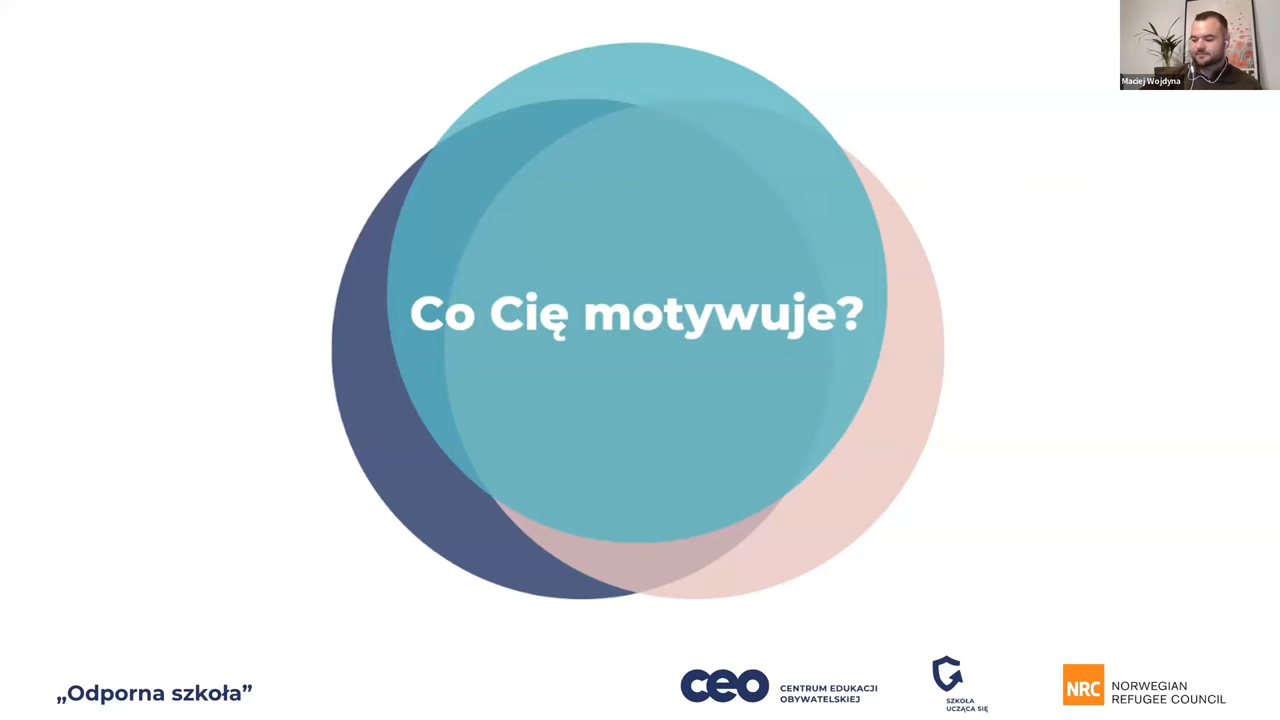 Maciej Wojdyna
Co Cię motywuje?
„Odporna szkoła”
ceo
CENTRUM EDUKACJI
OBYWATELSKIEJ
SZKOŁA
UCZĄCA SIĘ
NRC
NORWEGIAN
REFUGEE COUNCIL